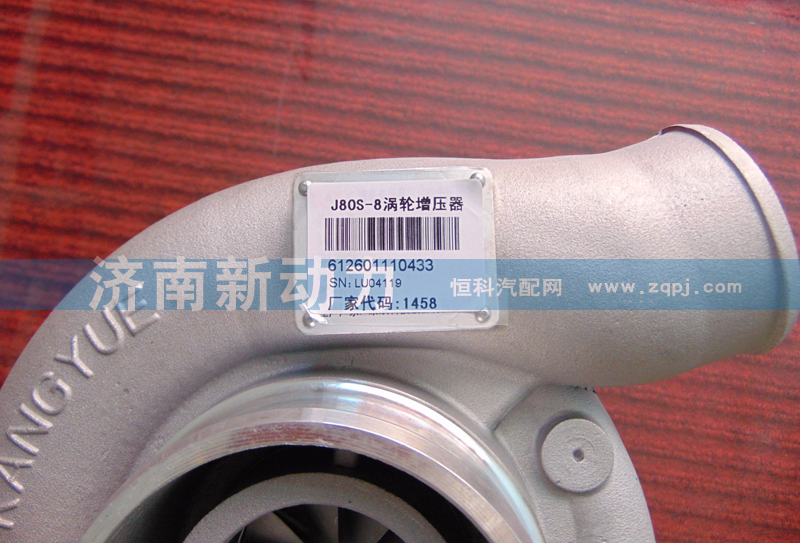 J80S-8涡轮增压器
612601110433
SN:LU04119
厂家代码:1458
济南新动力
恒科汽配网 www.zqpj.com
KANGYUE